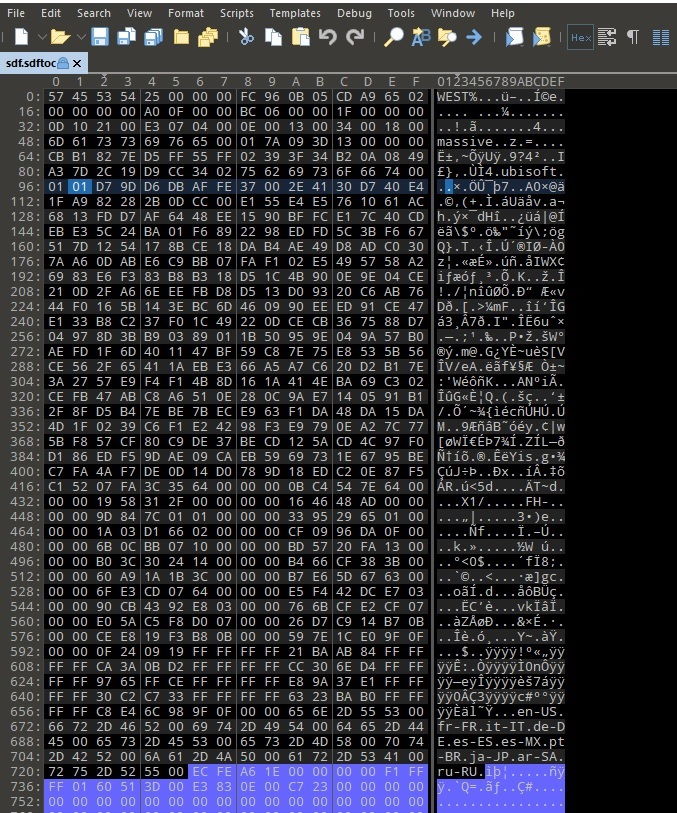 File Edit Search View Format Scripts Templates Debug Tools Window Help
Hex
sdf.sdftoc
0 1 Ž 3 4 5 6 7 8 9 A B C D E F 01Ž3456789ABCDEF
0: 57 45 53 54 25 00 00 00 FC 96 0B 05 CD A9 65 02 WEST%...ü–..Í©e.
16: 00 00 00 00 A0 0F 00 00 BC 06 00 00 1F 00 00 00 .... ...¼.......
32: 0D 10 21 00 E3 07 04 00 0E 00 13 00 34 00 18 00 ..!.ã.......4...
48: 6D 61 73 73 69 76 65 00 01 7A 09 3D 13 00 00 00 massive..z.=....
64: CB B1 82 7E D5 FF 55 FF 02 39 3F 34 B2 0A 08 49 Ë±‚~ÕÿUÿ.9?4²..I
80: A3 7D 2C 19 D9 CC 34 02 75 62 69 73 6F 66 74 00 £},.ÙÌ4.ubisoft.
96: 01 01 D7 9D D6 DB AF FE 37 00 2E 41 30 D7 40 E4 ..×.ÖÛ¯þ7..A0×@ä
112: 1F A9 82 28 2B 0D CC 00 E1 55 E4 E5 76 10 61 AC .©‚(+.Ì.áUäåv.a¬
128: 68 13 FD D7 AF 64 48 EE 15 90 BF FC E1 7C 40 CD h.ý×¯dHî..¿üá|@Í
144: EB E3 5C 24 BA 01 F6 89 22 98 ED FD 5C 3B F6 67 ëã\$º.ö‰"˜íý\;ög
160: 51 7D 12 54 17 8B CE 18 DA B4 AE 49 D8 AD C0 30 Q}.T.‹Î.Ú´®IØ-À0
176: 7A A6 0D AB E6 C9 BB 07 FA F1 02 E5 49 57 58 A2 z¦.«æÉ».úñ.åIWX¢
192: 69 83 E6 F3 83 B8 B3 18 D5 1C 4B 90 0E 9E 04 CE iƒæóƒ¸³.Õ.K..ž.Î
208: 21 0D 2F A6 6E EE FB D8 D5 13 D0 93 20 C6 AB 76 !./¦nîûØÕ.Ð“ Æ«v
224: 44 F0 16 5B 14 3E BC 6D 46 09 90 EE ED 91 CE 47 Dð.[.>¼mF..îí‘ÎG
240: E1 33 B8 C2 37 F0 1C 49 22 0D CE CB 36 75 88 D7 á3¸Â7ð.I".ÎË6uˆ×
256: 04 97 8D 3B B9 03 89 01 1B 50 95 9E 04 9A 57 B0 .—.;¹.‰..P•ž.šW°
272: AE FD 1F 6D 40 11 47 BF 59 C8 7E 75 E8 53 5B 56 ®ý.m@.G¿YÈ~uèS[V
288: CE 56 2F 65 41 1A EB E3 66 A5 A7 C6 20 D2 B1 7E ÎV/eA.ëãf¥§Æ Ò±~
304: 3A 27 57 E9 F4 F1 4B 8D 16 1A 41 4E BA 69 C3 02 :'WéôñK...ANºiÃ.
320: CE FB 47 AB C8 A6 51 0E 28 0C 9A E7 14 05 91 B1 ÎûG«È¦Q.(.šç..‘±
336: 2F 8F D5 B4 7E BE 7B EC E9 63 F1 DA 48 DA 15 DA /.Õ´~¾{ìécñÚHÚ.Ú
352: 4D 1F 02 39 C6 F1 E2 42 98 F3 E9 79 0E A2 7C 77 M..9ÆñâB˜óéy.¢|w
368: 5B F8 57 CF 80 C9 DE 37 BE CD 12 5A CD 4C 97 F0 [øWÏ€ÉÞ7¾Í.ZÍL—ð
384: D1 86 ED F5 9D AE 09 CA EB 59 69 73 1E 67 95 BE Ñ†íõ.®.ÊëYis.g•¾
400: C7 FA 4A F7 DE 0D 14 D0 78 9D 18 ED C2 0E 87 F5 ÇúJ÷Þ..Ðx..íÂ.‡õ
416: C1 52 07 FA 3C 35 64 00 00 00 0B C4 54 7E 64 00 ÁR.ú<5d....ÄT~d.
432: 00 00 19 58 31 2F 00 00 00 00 16 46 48 AD 00 00 ...X1/.....FH-..
448: 00 00 9D 84 7C 01 01 00 00 00 33 95 29 65 01 00 ...„|.....3•)e..
464: 00 00 1A 03 D1 66 02 00 00 00 CF 09 96 DA 0F 00 ....Ñf....Ï.–Ú..
480: 00 00 6B 0C BB 07 10 00 00 00 BD 57 20 FA 13 00 ..k.».....½W ú..
496: 00 00 B0 3C 30 24 14 00 00 00 B4 66 CF 38 3B 00 ..°<0$....´fÏ8;.
512: 00 00 60 A9 1A 1B 3C 00 00 00 B7 E6 5D 67 63 00 ..`©..<...·æ]gc.
528: 00 00 6F E3 CD 07 64 00 00 00 E5 F4 42 DC E7 03 ..oãÍ.d...åôBÜç.
544: 00 00 90 CB 43 92 E8 03 00 00 76 6B CF E2 CF 07 ...ËC’è...vkÏâÏ.
560: 00 00 E0 5A C5 F8 D0 07 00 00 26 D7 C9 14 B7 0B ..àZÅøÐ...&×É.·.
576: 00 00 CE E8 19 F3 B8 0B 00 00 59 7E 1C E0 9F 0F ..Îè.ó¸...Y~.àŸ.
592: 00 00 0F 24 09 19 FF FF FF FF 21 BA AB 84 FF FF ...$..ÿÿÿÿ!º«„ÿÿ
608: FF FF CA 3A 0B D2 FF FF FF FF CC 30 6E D4 FF FF ÿÿÊ:.ÒÿÿÿÿÌ0nÔÿÿ
624: FF FF 97 65 FF CE FF FF FF FF E8 9A 37 E1 FF FF ÿÿ—eÿÎÿÿÿÿèš7áÿÿ
640: FF FF 30 C2 C7 33 FF FF FF FF 63 23 BA B0 FF FF ÿÿ0ÂÇ3ÿÿÿÿc#º°ÿÿ
656: FF FF C8 E4 6C 98 9F 0F 00 00 65 6E 2D 55 53 00 ÿÿÈäl˜Ÿ...en-US.
672: 66 72 2D 46 52 00 69 74 2D 49 54 00 64 65 2D 44 fr-FR.it-IT.de-D
688: 45 00 65 73 2D 45 53 00 65 73 2D 4D 58 00 70 74 E.es-ES.es-MX.pt
704: 2D 42 52 00 6A 61 2D 4A 50 00 61 72 2D 53 41 00 -BR.ja-JP.ar-SA.
720: 72 75 2D 52 55 00 EC FE A6 1E 00 00 00 00 F1 FF ru-RU.ìþ¦.....ñÿ
736: FF 01 60 51 3D 00 E3 83 0E 00 C7 23 00 00 00 00 ÿ.`Q=.ãƒ..Ç#....
752: 00 00 00 00 00 00 00 00 00 00 00 00 00 00 00 00 ................